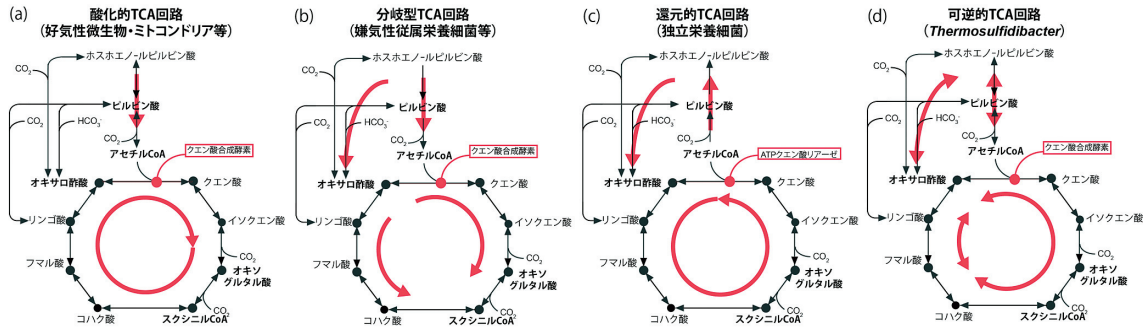 (a)
酸化的TCA回路
(好気性微生物・ミトコンドリア等)
ホスホエノールピルビン酸
CO2
ピルビン酸
CO2
HCO3-
CO2
アセチルCoA
クエン酸合成酵素
オキサロ酢酸
クエン酸
リンゴ酸
イソクエン酸
CO2
フマル酸
オキソ
グルタル酸
CO2
コハク酸
スクシニルCoA
(b)
分岐型TCA回路
(嫌気性従属栄養細菌等)
ホスホエノールピルビン酸
CO2
ピルビン酸
CO2
HCO3-
CO2
アセチルCoA
クエン酸合成酵素
オキサロ酢酸
クエン酸
リンゴ酸
イソクエン酸
CO2
フマル酸
オキソ
グルタル酸
CO2
コハク酸
スクシニルCoA
(c)
還元的TCA回路
(独立栄養細菌)
ホスホエノールピルビン酸
CO2
ピルビン酸
CO2
HCO3-
CO2
アセチルCoA
ATPクエン酸リアーゼ
オキサロ酢酸
クエン酸
リンゴ酸
イソクエン酸
CO2
フマル酸
オキソ
グルタル酸
CO2
コハク酸
スクシニルCoA
(d)
可逆的TCA回路
(Thermosulfidibacter)
ホスホエノールピルビン酸
CO2
ピルビン酸
CO2
HCO3-
CO2
アセチルCoA
クエン酸合成酵素
オキサロ酢酸
クエン酸
リンゴ酸
イソクエン酸
CO2
フマル酸
オキソ
グルタル酸
CO2
コハク酸
スクシニルCoA